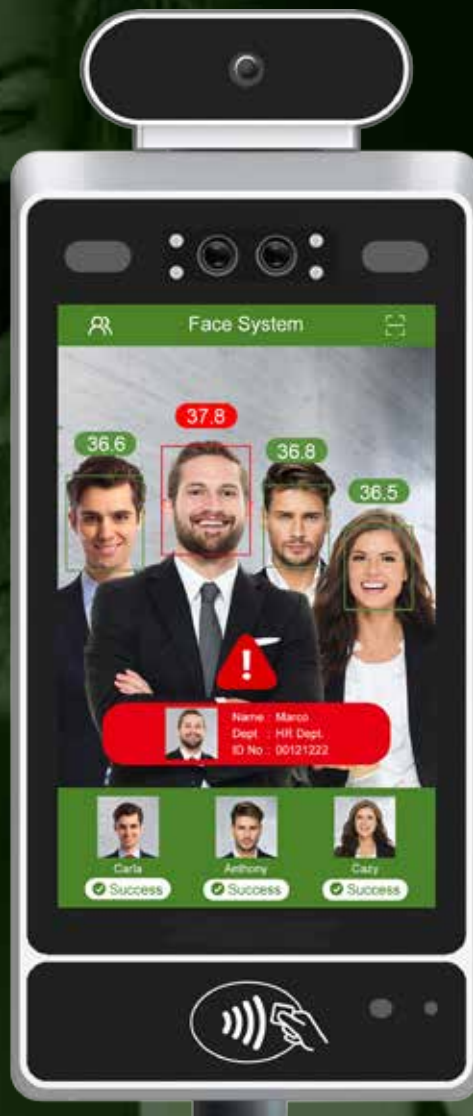 Face System
37.8
36.6
36.8
36.5
!
Name : Marco
Dept : HR Dept.
ID No : 00121222
Carla
Anthony
Cazy
Success
Success
Success